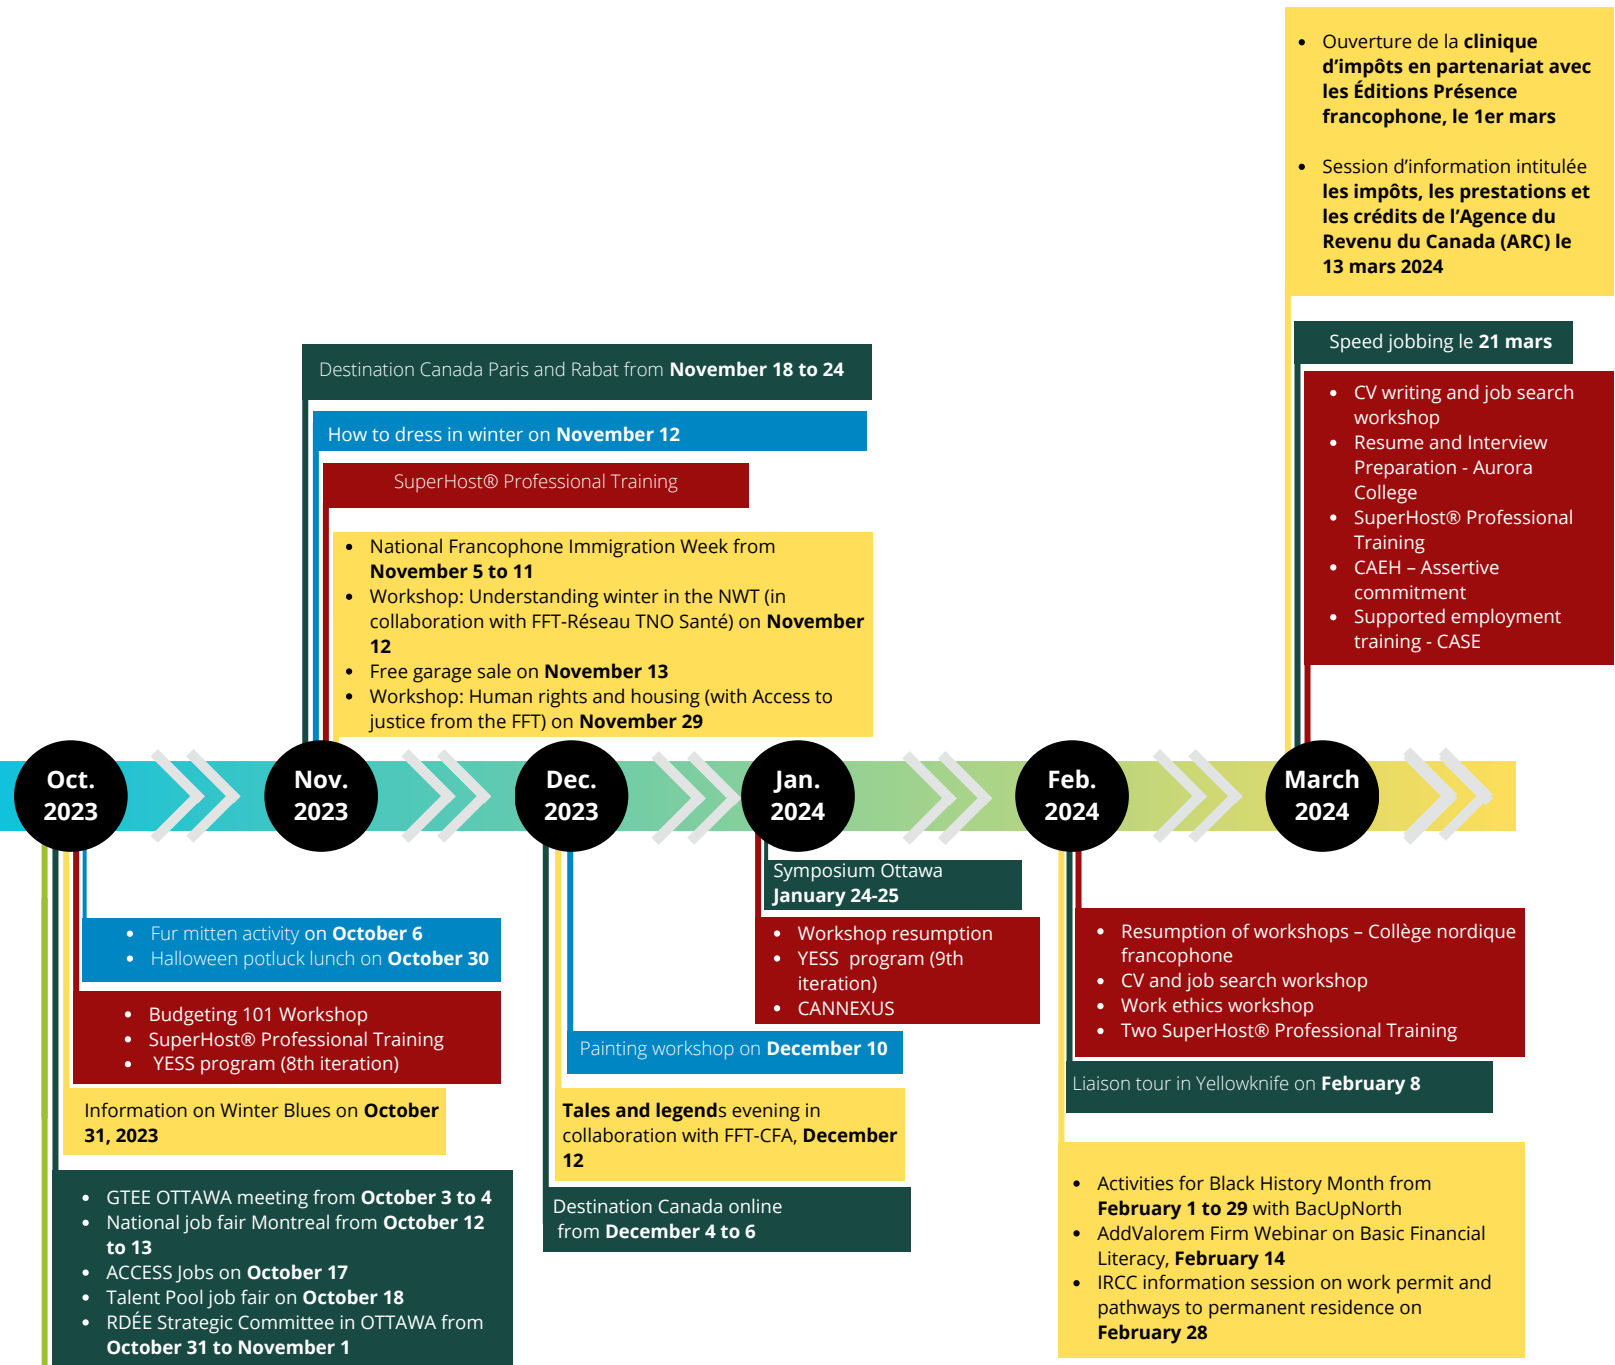 Ouverture de la clinique
d’impôts en partenariat avec
les Éditions Présence
francophone, le 1er mars
Session d’information intitulée
les impôts, les prestations et
les crédits de l’Agence du
Revenu du Canada (ARC) le
13 mars 2024
Speed jobbing le 21 mars
CV writing and job search
workshop
Resume and Interview
Preparation - Aurora
College
SuperHost® Professional
Training
CAEH – Assertive
commitment
Supported employment
training - CASE
Destination Canada Paris and Rabat from November 18 to 24
How to dress in winter on November 12
SuperHost® Professional Training
National Francophone Immigration Week from
November 5 to 11
Workshop: Understanding winter in the NWT (in
collaboration with FFT-Réseau TNO Santé) on November
12
Free garage sale on November 13
Workshop: Human rights and housing (with Access to
justice from the FFT) on November 29
Oct.
2023
Nov.
2023
Dec.
2023
Jan.
2024
Feb.
2024
March
2024
Fur mitten activity on October 6
Halloween potluck lunch on October 30
Budgeting 101 Workshop
SuperHost® Professional Training
YESS program (8th iteration)
Information on Winter Blues on October
31, 2023
GTEE OTTAWA meeting from October 3 to 4
National job fair Montreal from October 12
to 13
ACCESS Jobs on October 17
Talent Pool job fair on October 18
RDÉE Strategic Committee in OTTAWA from
October 31 to November 1
Painting workshop on December 10
Tales and legends evening in
collaboration with FFT-CFA, December
12
Destination Canada online
from December 4 to 6
Symposium Ottawa
January 24-25
Workshop resumption
YESS program (9th
iteration)
CANNEXUS
Resumption of workshops – Collège nordique
francophone
CV and job search workshop
Work ethics workshop
Two SuperHost® Professional Training
Liaison tour in Yellowknife on February 8
Activities for Black History Month from
February 1 to 29 with BacUpNorth
AddValorem Firm Webinar on Basic Financial
Literacy, February 14
IRCC information session on work permit and
pathways to permanent residence on
February 28